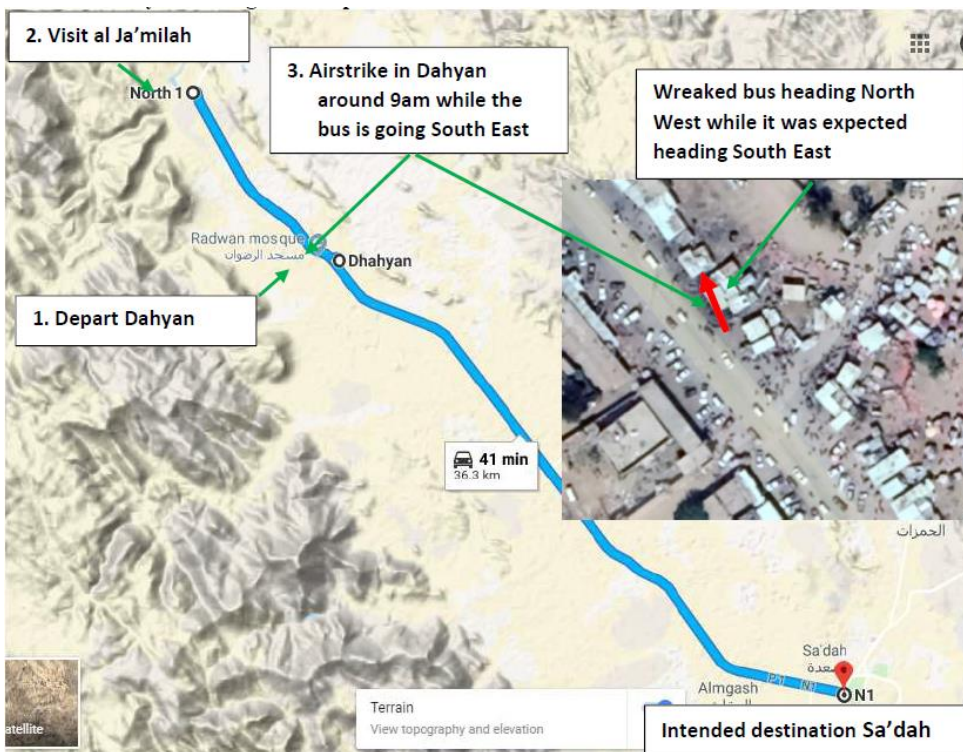 2. Visit al Ja’milah
North 1
3. Airstrike in Dahyan
around 9am while the
bus is going South East
Wreaked bus heading North
West while it was expected
heading South East
Radwan mosque
مسجد الرضوان
Dhahyan
1. Depart Dahyan
41 min
36.3 km
الحمزات
Sa'dah
صعدة
P1
N1
Almgash
N1
atellite
Terrain
View topography and elevation
Intended destination Sa’dah